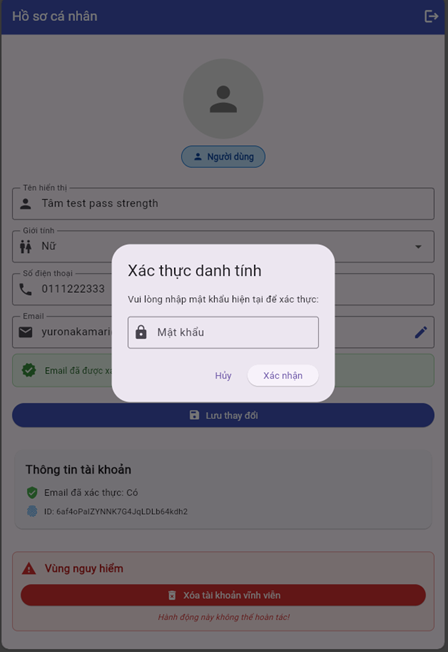 Hồ sơ cá nhân
Người dùng
Tên hiển thị
Tâm test pass strength
Giới tính
Nữ
Số điện thoại
0111222333
Xác thực danh tính
Vui lòng nhập mật khẩu hiện tại để xác thực:
Mật khẩu
Hủy
Xác nhận
Email
yuronakamari
Email đã được
Lưu thay đổi
Thông tin tài khoản
Email đã xác thực: Có
ID: 6af4oPaIZYNNK7G4JqLDLb64kdh2
Vùng nguy hiểm
Xóa tài khoản vĩnh viễn
Hành động này không thể hoàn tác!